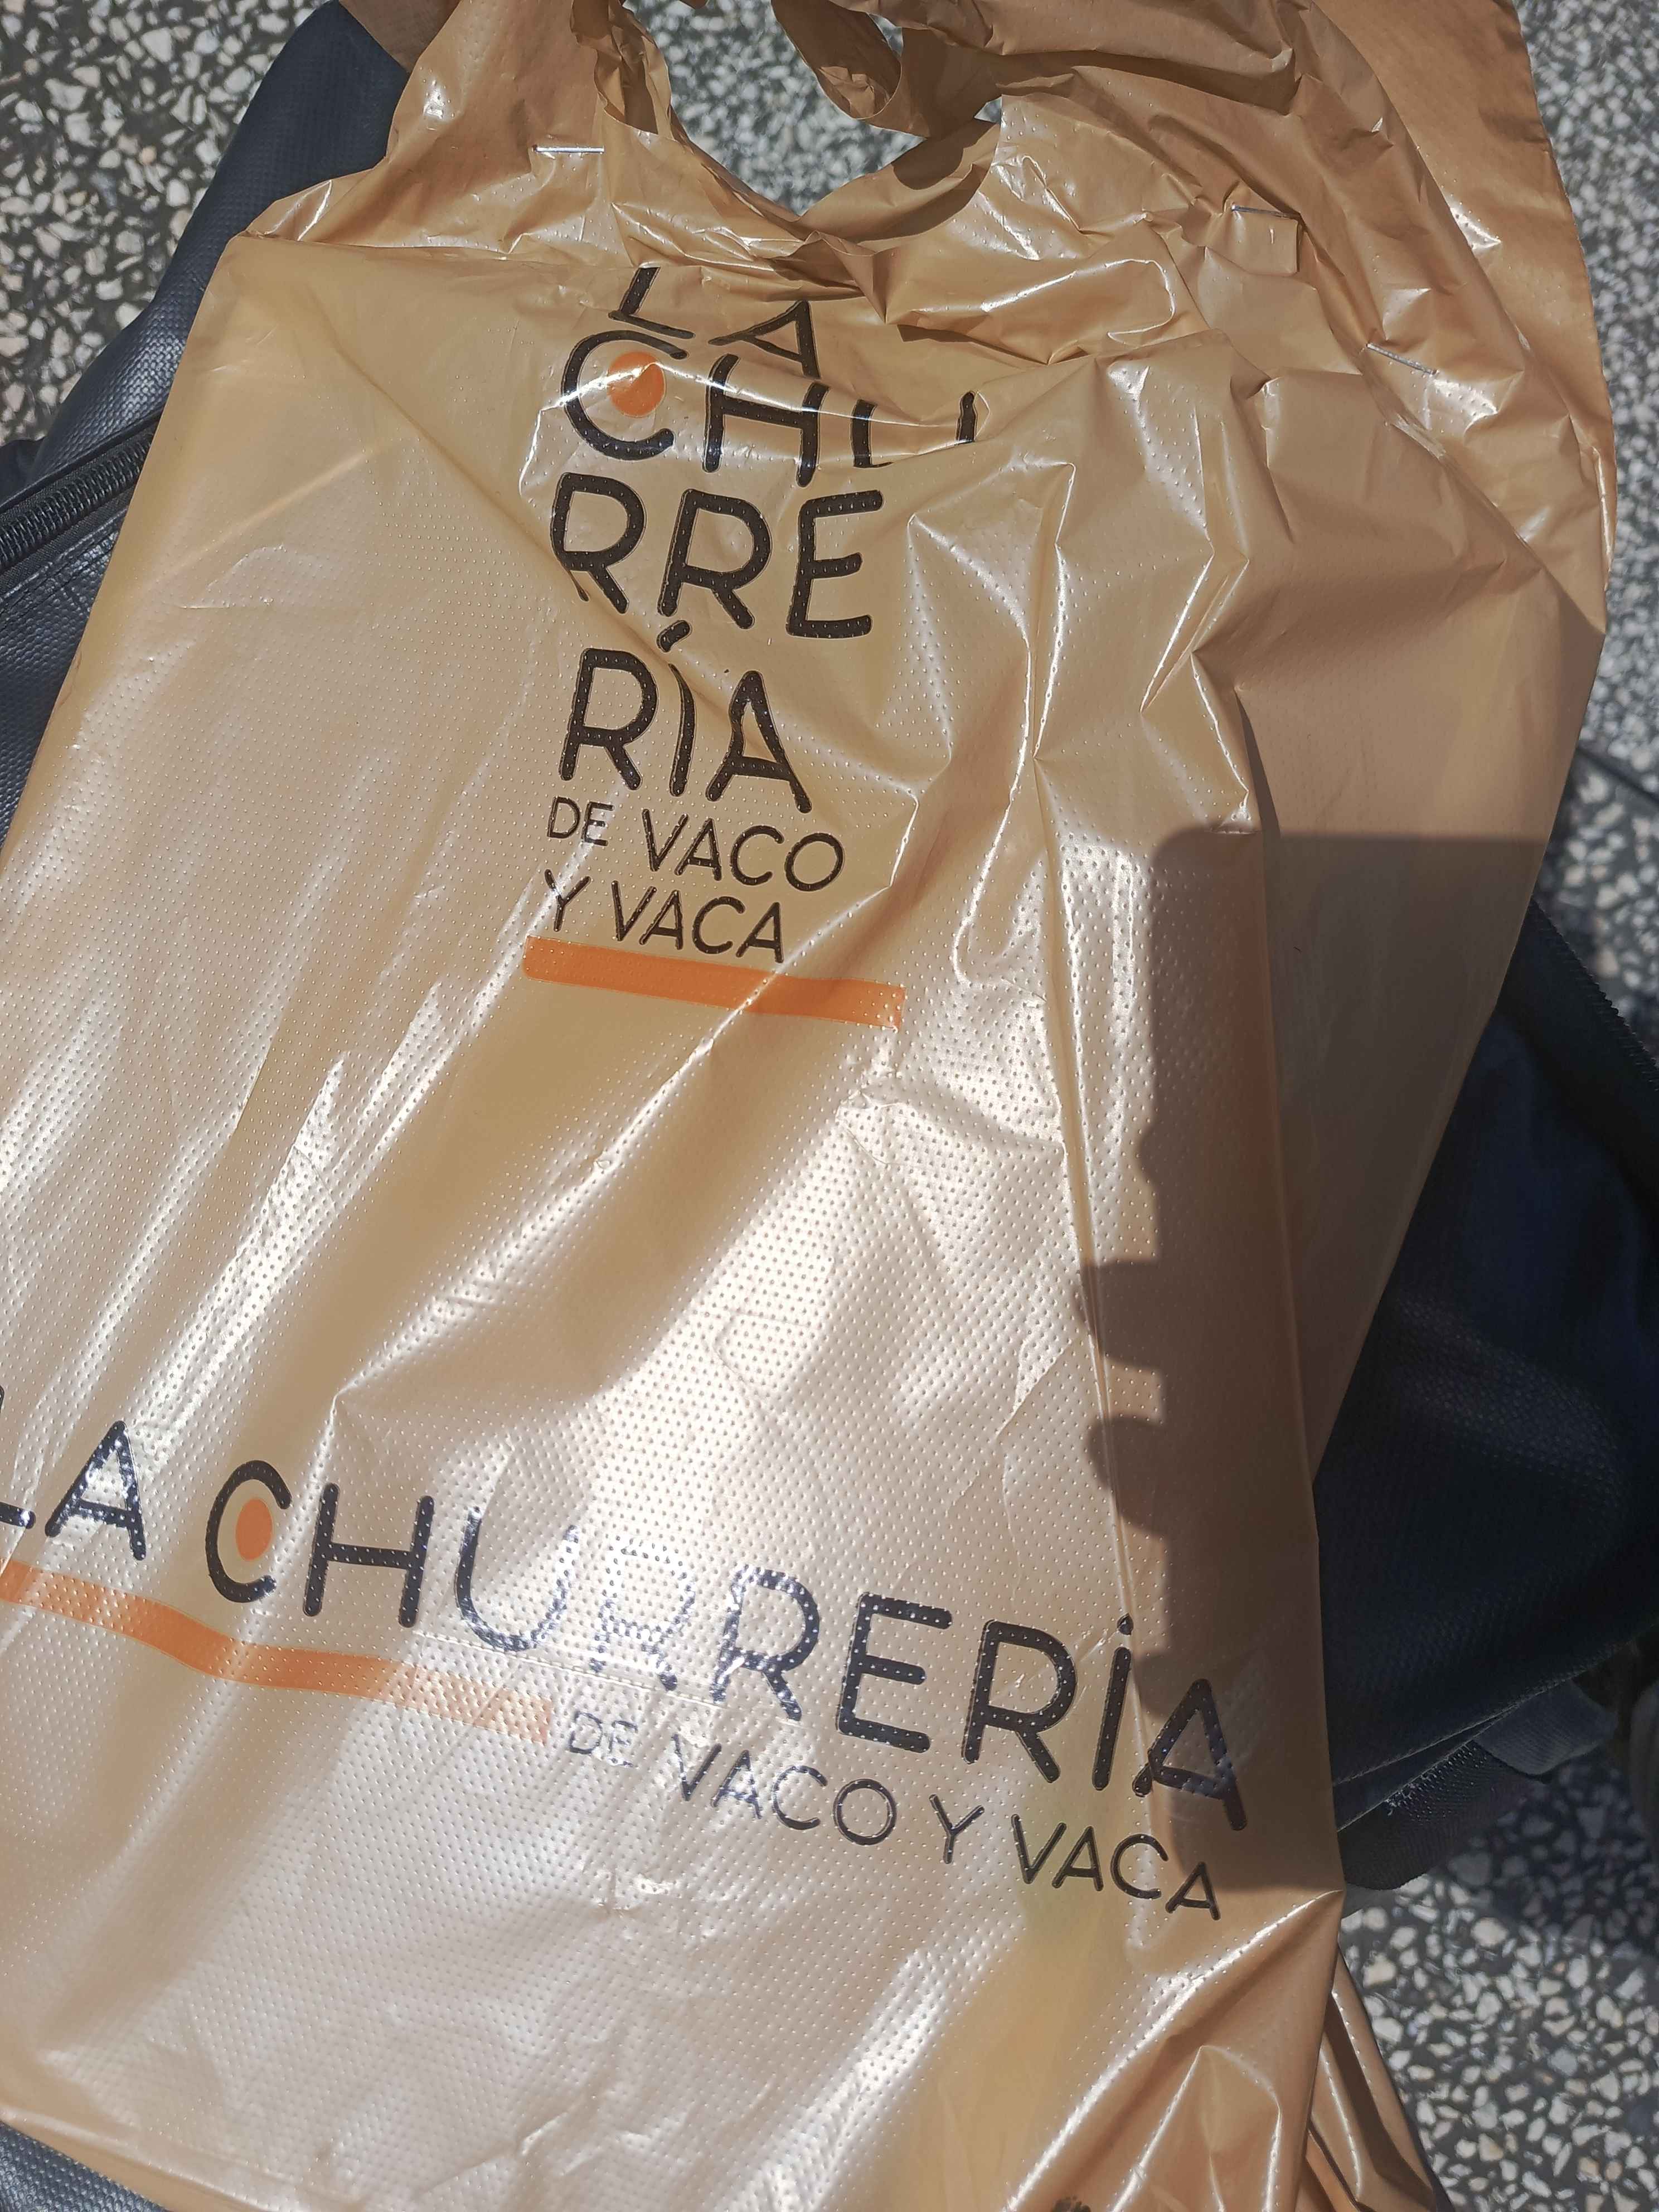 LA
CHU
RRE
RÍA
DE VACO
Y VACA
LA CHURRERÍA
DE VACO Y VACA